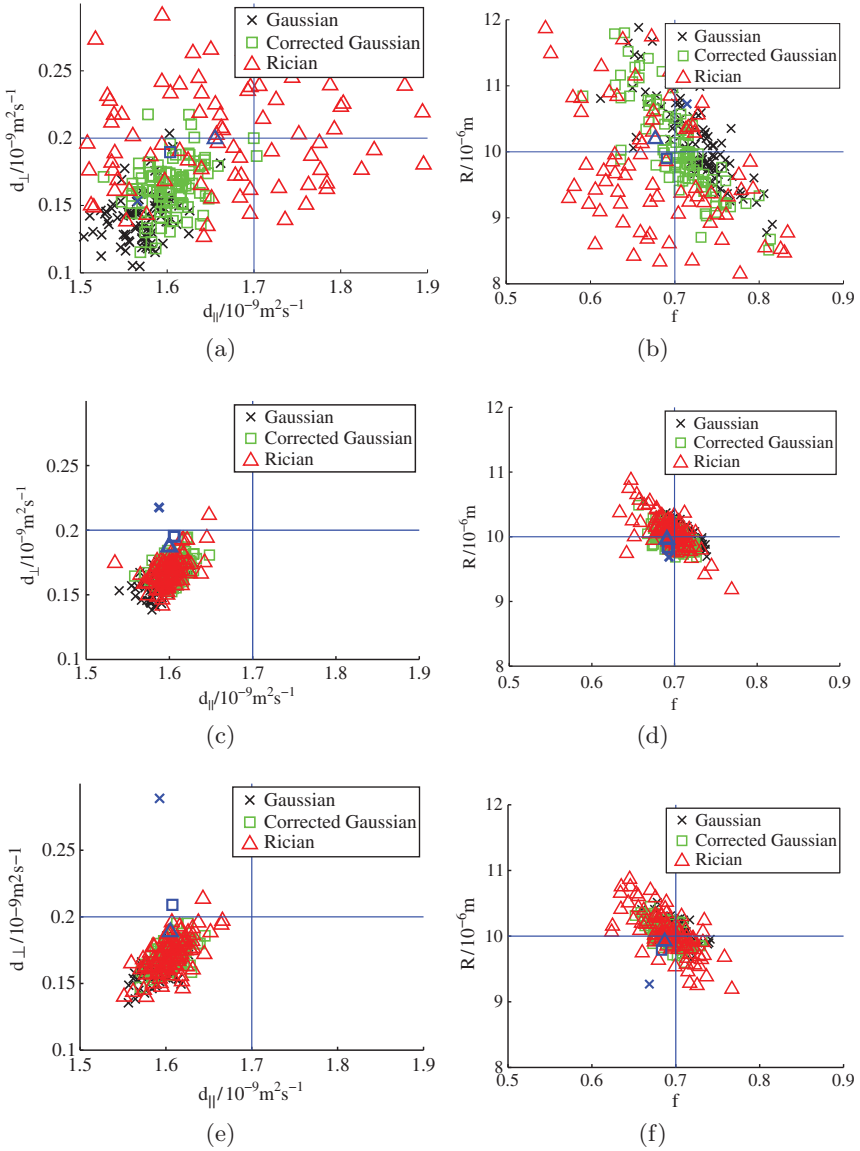 Gaussian
Corrected Gaussian
Rician
0.3
0.25
0.2
0.15
0.1
1.5 1.6 1.7 1.8 1.9
d⊥/10⁻⁹m²s⁻¹
d||/10⁻⁹m²s⁻¹
(a)
Gaussian
Corrected Gaussian
Rician
12
11
10
9
8
0.5 0.6 0.7 0.8 0.9
R/10⁻⁶m
f
(b)
Gaussian
Corrected Gaussian
Rician
0.3
0.25
0.2
0.15
0.1
1.5 1.6 1.7 1.8 1.9
d⊥/10⁻⁹m²s⁻¹
d||/10⁻⁹m²s⁻¹
(c)
Gaussian
Corrected Gaussian
Rician
12
11
10
9
8
0.5 0.6 0.7 0.8 0.9
R/10⁻⁶m
f
(d)
Gaussian
Corrected Gaussian
Rician
0.3
0.25
0.2
0.15
0.1
1.5 1.6 1.7 1.8 1.9
d⊥/10−9m2s−1
d||/10⁻⁹m²s⁻¹
(e)
Gaussian
Corrected Gaussian
Rician
12
11
10
9
8
0.5 0.6 0.7 0.8 0.9
R/10⁻⁶m
f
(f)